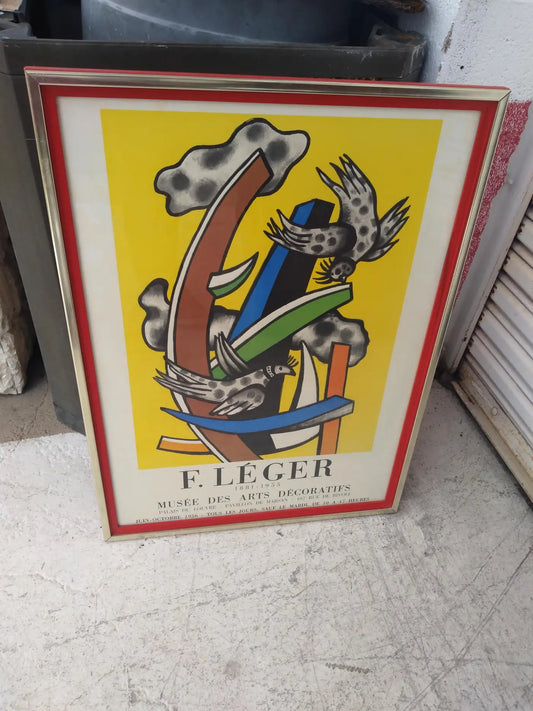 F. LÉGER
1881-1955
MUSÉE DES ARTS DÉCORATIFS
PALAIS DU LOUVRE - PAVILLON DE MARSAN - 107 RUE DE RIVOLI
JUIN-OCTOBRE 1956 - TOUS LES JOURS, SAUF LE MARDI, DE 10 A 17 HEURES